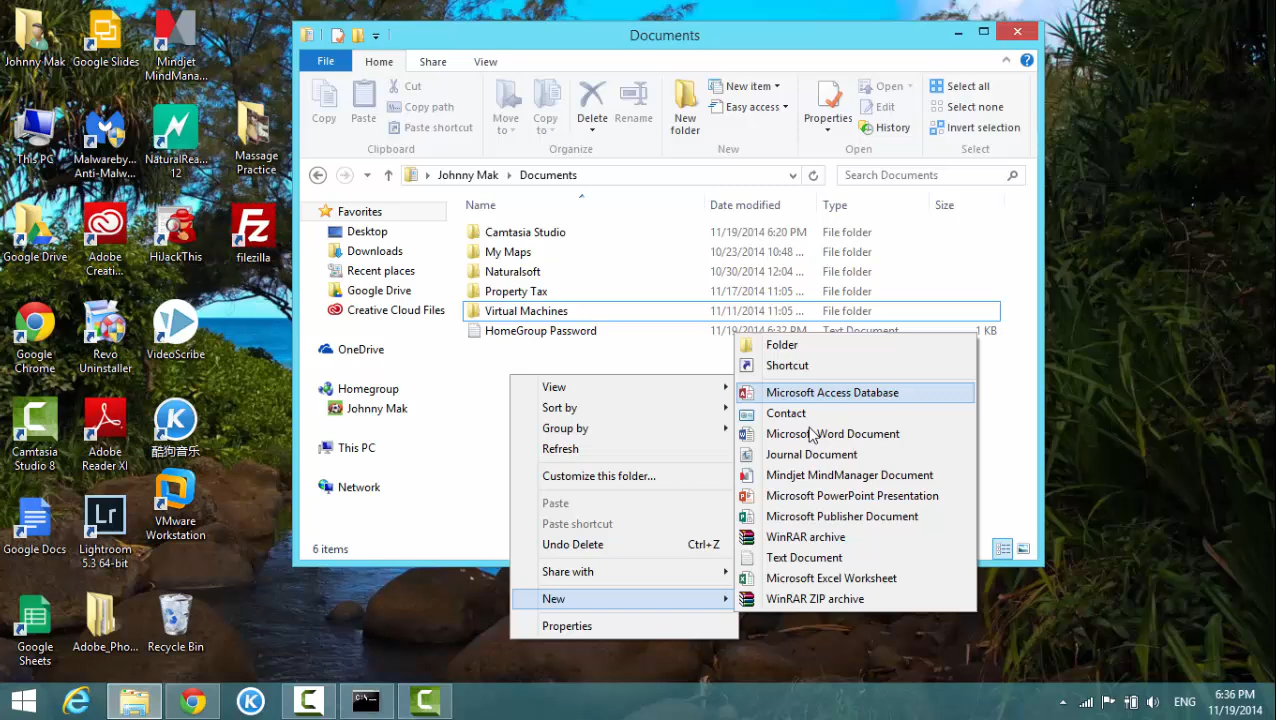 Johnny Mak
Google Slides
Mindjet
MindMana...
This PC
Malwareby...
Anti-Malw...
NaturalRea...
12
Massage
Practice
Google Drive
Adobe
Creati...
HiJackThis
filezilla
Google
Chrome
Revo
Uninstaller
VideoScribe
Camtasia
Studio 8
Adobe
Reader XI
酷狗音乐
Google Docs
Lightroom
5.3 64-bit
VMware
Workstation
Google
Sheets
Adobe_Pho...
Recycle Bin
Documents
File
Home
Share
View
Copy
Paste
Cut
Copy path
Paste shortcut
Clipboard
Move
to
Copy
to
Delete
Rename
Organize
New
folder
New item
Easy access
New
Properties
Open
Edit
History
Open
Select all
Select none
Invert selection
Select
Johnny Mak
Documents
Search Documents
Name
Date modified
Type
Size
Favorites
Desktop
Downloads
Recent places
Google Drive
Creative Cloud Files
OneDrive
Homegroup
Johnny Mak
This PC
Network
Camtasia Studio 11/19/2014 6:20 PM File folder
My Maps 10/23/2014 10:48 ... File folder
Naturalsoft 10/30/2014 12:04 ... File folder
Property Tax 11/17/2014 11:05 ... File folder
Virtual Machines 11/11/2014 11:05 ... File folder
HomeGroup Password 11/19/2014 6:32 PM Text Document 1 KB
6 items
View
Sort by
Group by
Refresh
Customize this folder...
Paste
Paste shortcut
Undo Delete Ctrl+Z
Share with
New
Properties
Folder
Shortcut
Microsoft Access Database
Contact
Microsoft Word Document
Journal Document
Mindjet MindManager Document
Microsoft PowerPoint Presentation
Microsoft Publisher Document
WinRAR archive
Text Document
Microsoft Excel Worksheet
WinRAR ZIP archive
ENG
6:36 PM
11/19/2014